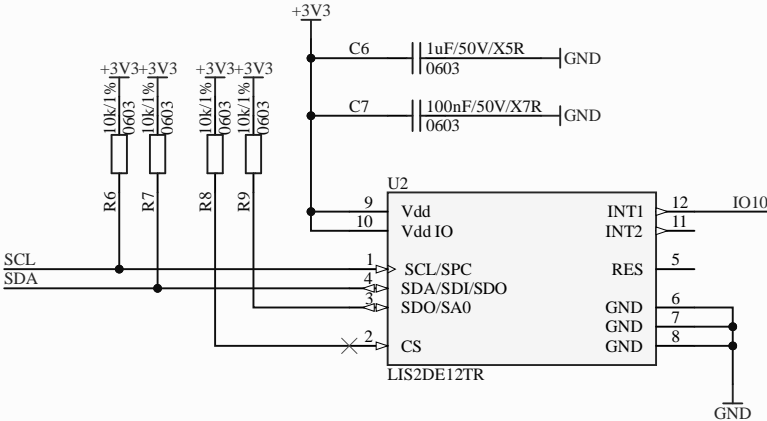 +3V3
C6 1uF/50V/X5R GND
0603
+3V3 +3V3 +3V3 +3V3
10k/1% 0603
10k/1% 0603
10k/1% 0603
10k/1% 0603
C7 100nF/50V/X7R GND
0603
R6
R7
R8
R9
U2
9 Vdd INT1 12 IO10
10 Vdd IO INT2 11
SCL 1 SCL/SPC RES 5
SDA 4 SDA/SDI/SDO
3 SDO/SA0 GND 6
GND 7
2 CS GND 8
LIS2DE12TR
GND